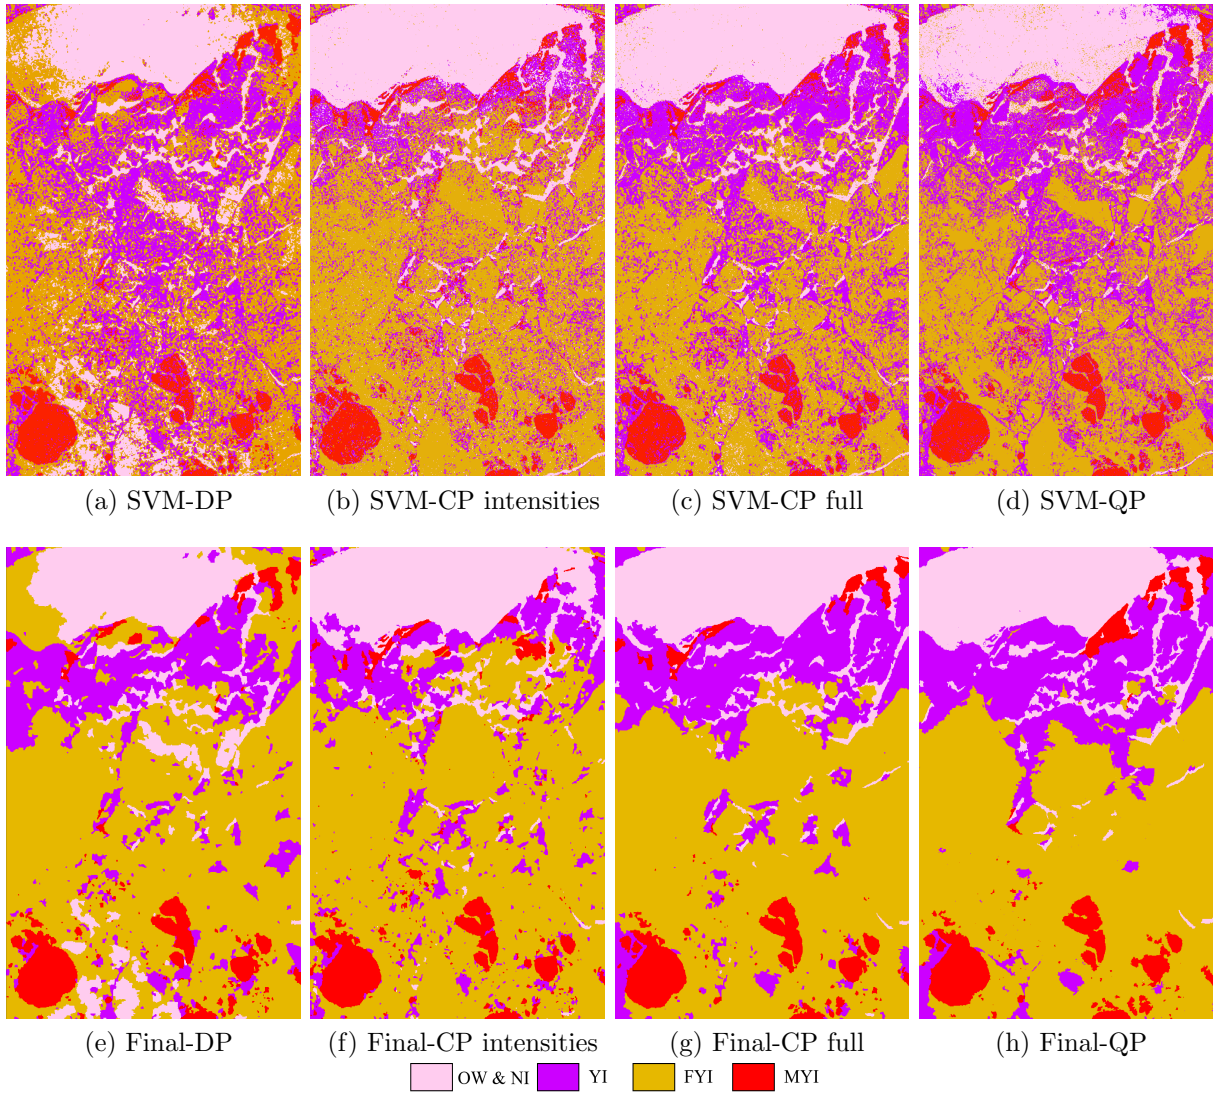 (a) SVM-DP
(b) SVM-CP intensities
(c) SVM-CP full
(d) SVM-QP
(e) Final-DP
(f) Final-CP intensities
(g) Final-CP full
(h) Final-QP
OW & NI
YI
FYI
MYI